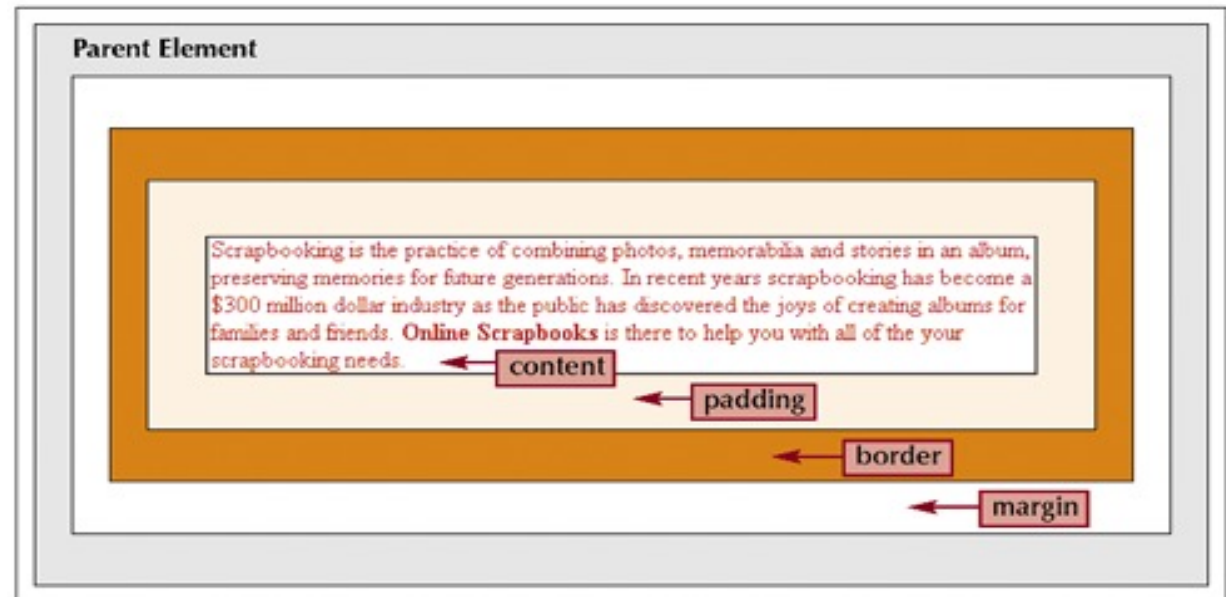 Parent Element
Scrapbooking is the practice of combining photos, memorabilia and stories in an album,
preserving memories for future generations. In recent years scrapbooking has become a
$300 million dollar industry as the public has discovered the joys of creating albums for
families and friends. Online Scrapbooks is there to help you with all of the your
scrapbooking needs.
content
padding
border
margin